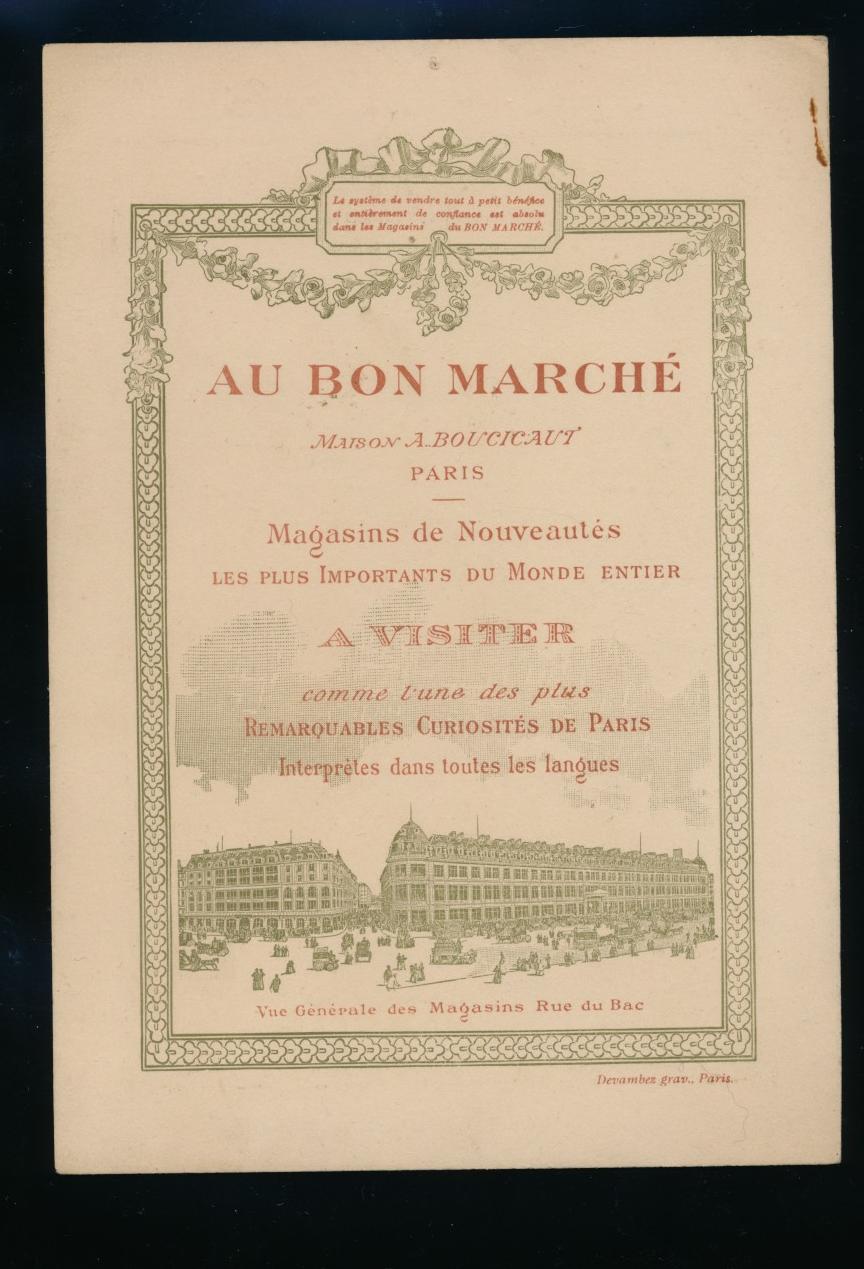 Le système de vendre tout à petit bénéfice
et entièrement de confiance est absolu
dans les Magasins du BON MARCHÉ.
AU BON MARCHÉ
MAISON A. BOUCICAUT
PARIS
Magasins de Nouveautés
LES PLUS IMPORTANTS DU MONDE ENTIER
A VISITER
comme l'une des plus
REMARQUABLES CURIOSITÉS DE PARIS
Interprètes dans toutes les langues
Vue Générale des Magasins Rue du Bac
Devambez grav., Paris.